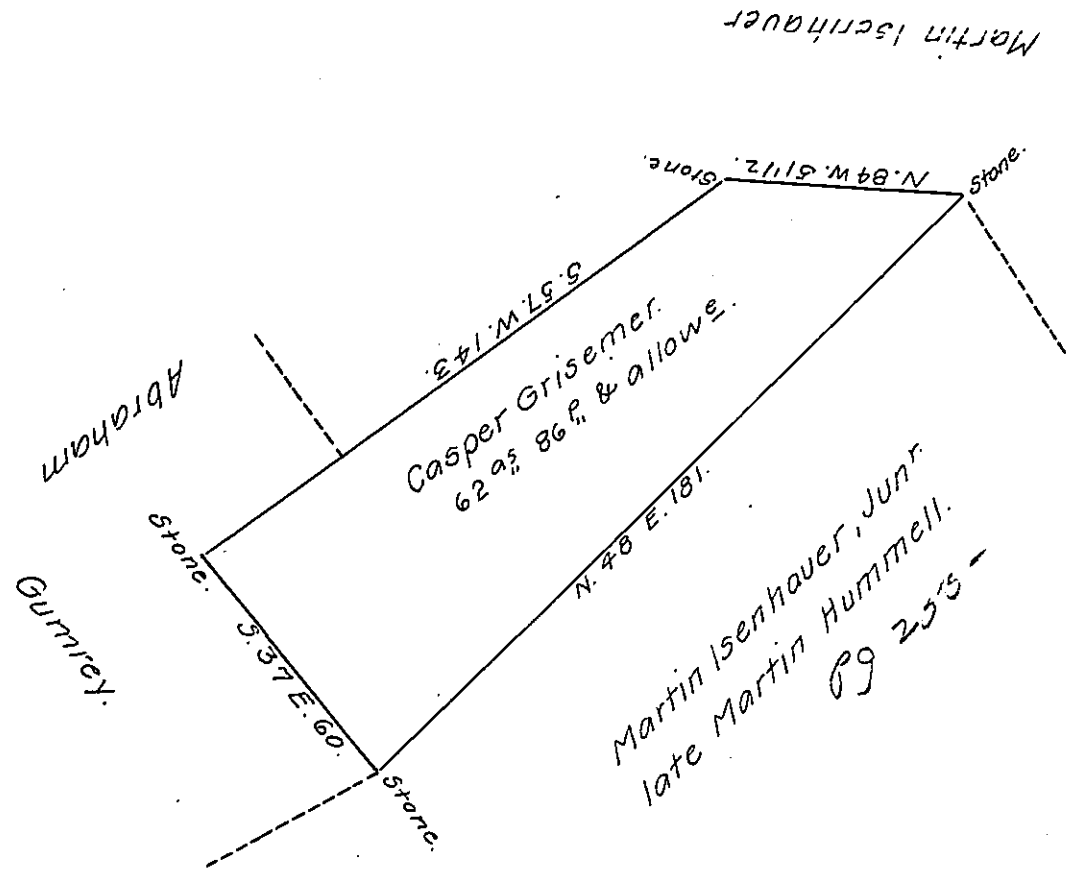 Martin Isenhauer
Stone.
N. 84 W. 51 1/2.
Stone.
S. 57. W. 143.
Abraham
Casper Grisemer.
62 as 86 p. & allowe.
Stone.
Gumrey.
S. 37 E. 60.
N. 48 E. 181.
Stone.
Martin Isenhauer, Junr.
late Martin Hummell.
pg 255 -